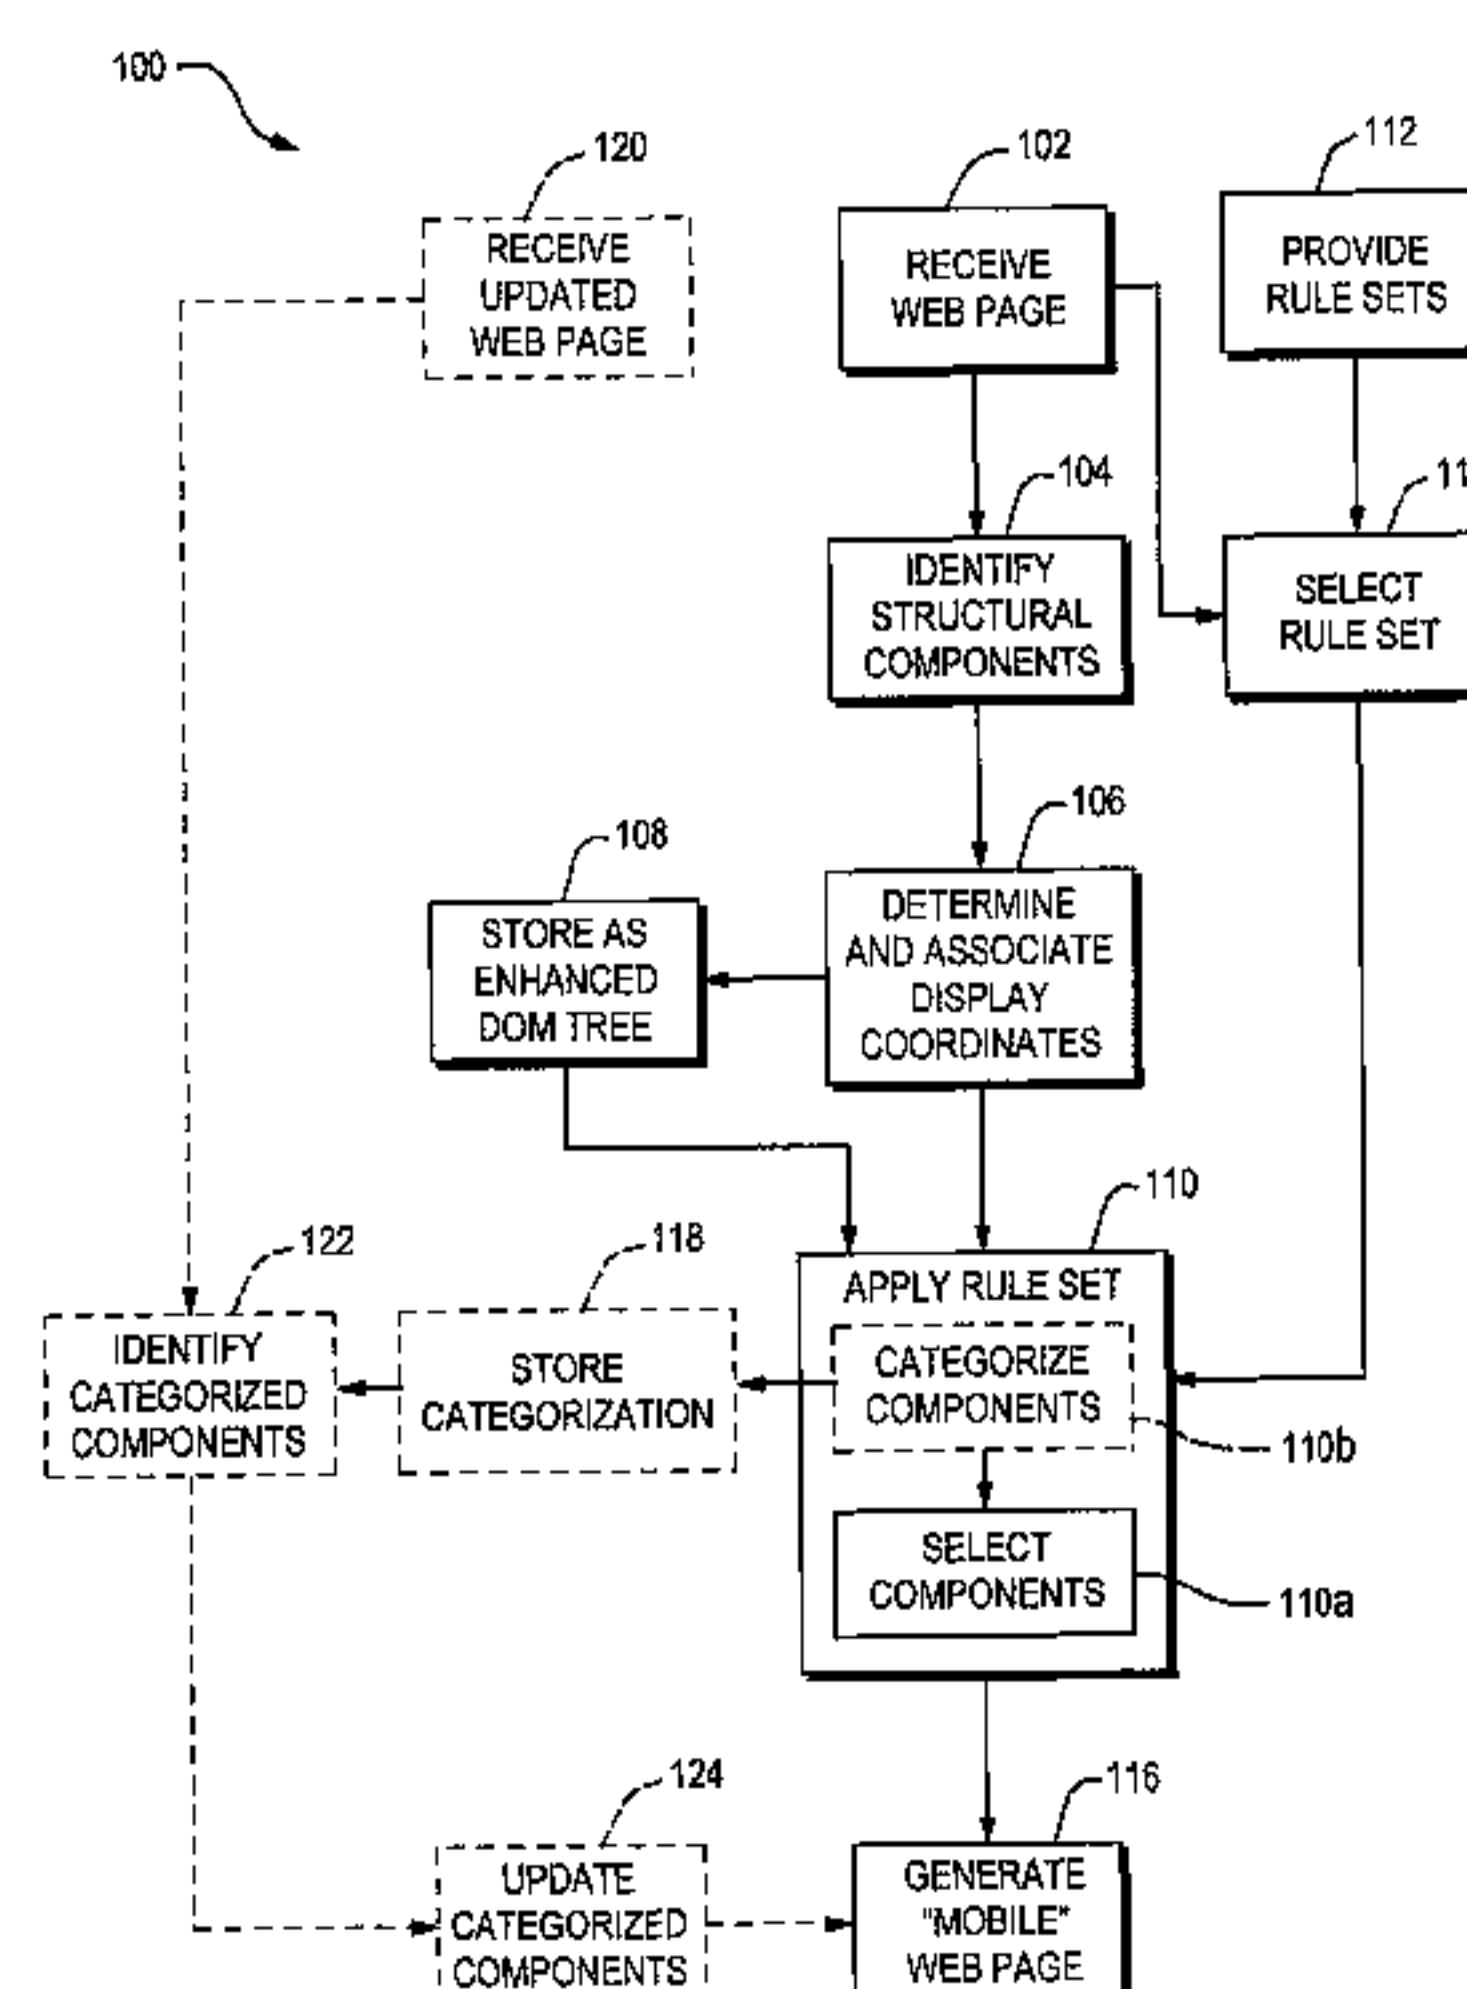 100
120
102
112
RECEIVE
UPDATED
WEB PAGE
RECEIVE
WEB PAGE
PROVIDE
RULE SETS
104
11
IDENTIFY
STRUCTURAL
COMPONENTS
SELECT
RULE SET
106
108
DETERMINE
AND ASSOCIATE
DISPLAY
COORDINATES
STORE AS
ENHANCED
DOM TREE
110
122
118
APPLY RULE SET
IDENTIFY
CATEGORIZED
COMPONENTS
STORE
CATEGORIZATION
CATEGORIZE
COMPONENTS
110b
SELECT
COMPONENTS
110a
124
116
UPDATE
CATEGORIZED
COMPONENTS
GENERATE
"MOBILE"
WEB PAGE